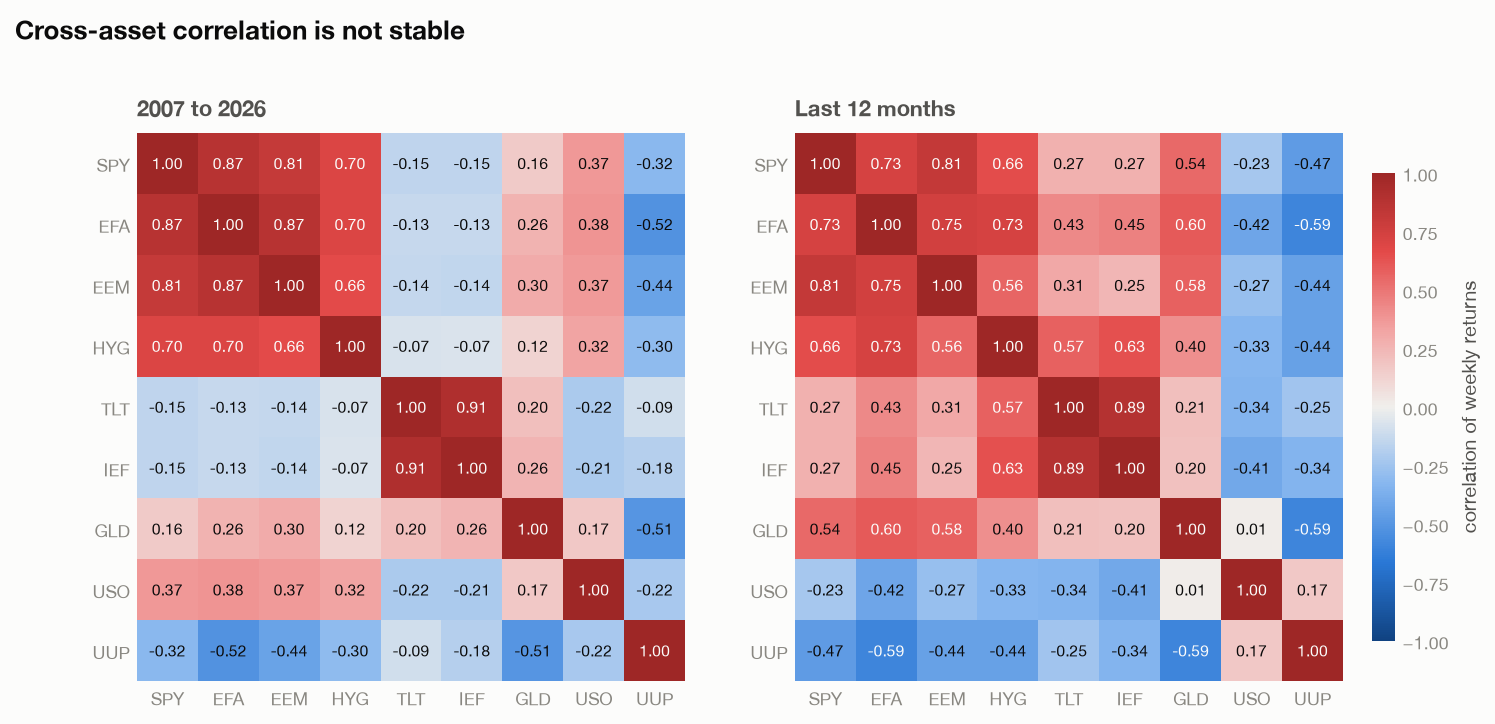 Cross-asset correlation is not stable
2007 to 2026
SPY 1.00 0.87 0.81 0.70 -0.15 -0.15 0.16 0.37 -0.32
EFA 0.87 1.00 0.87 0.70 -0.13 -0.13 0.26 0.38 -0.52
EEM 0.81 0.87 1.00 0.66 -0.14 -0.14 0.30 0.37 -0.44
HYG 0.70 0.70 0.66 1.00 -0.07 -0.07 0.12 0.32 -0.30
TLT -0.15 -0.13 -0.14 -0.07 1.00 0.91 0.20 -0.22 -0.09
IEF -0.15 -0.13 -0.14 -0.07 0.91 1.00 0.26 -0.21 -0.18
GLD 0.16 0.26 0.30 0.12 0.20 0.26 1.00 0.17 -0.51
USO 0.37 0.38 0.37 0.32 -0.22 -0.21 0.17 1.00 -0.22
UUP -0.32 -0.52 -0.44 -0.30 -0.09 -0.18 -0.51 -0.22 1.00
SPY EFA EEM HYG TLT IEF GLD USO UUP
Last 12 months
SPY 1.00 0.73 0.81 0.66 0.27 0.27 0.54 -0.23 -0.47
EFA 0.73 1.00 0.75 0.73 0.43 0.45 0.60 -0.42 -0.59
EEM 0.81 0.75 1.00 0.56 0.31 0.25 0.58 -0.27 -0.44
HYG 0.66 0.73 0.56 1.00 0.57 0.63 0.40 -0.33 -0.44
TLT 0.27 0.43 0.31 0.57 1.00 0.89 0.21 -0.34 -0.25
IEF 0.27 0.45 0.25 0.63 0.89 1.00 0.20 -0.41 -0.34
GLD 0.54 0.60 0.58 0.40 0.21 0.20 1.00 0.01 -0.59
USO -0.23 -0.42 -0.27 -0.33 -0.34 -0.41 0.01 1.00 0.17
UUP -0.47 -0.59 -0.44 -0.44 -0.25 -0.34 -0.59 0.17 1.00
SPY EFA EEM HYG TLT IEF GLD USO UUP
1.00
0.75
0.50
0.25
0.00
−0.25
−0.50
−0.75
−1.00
correlation of weekly returns